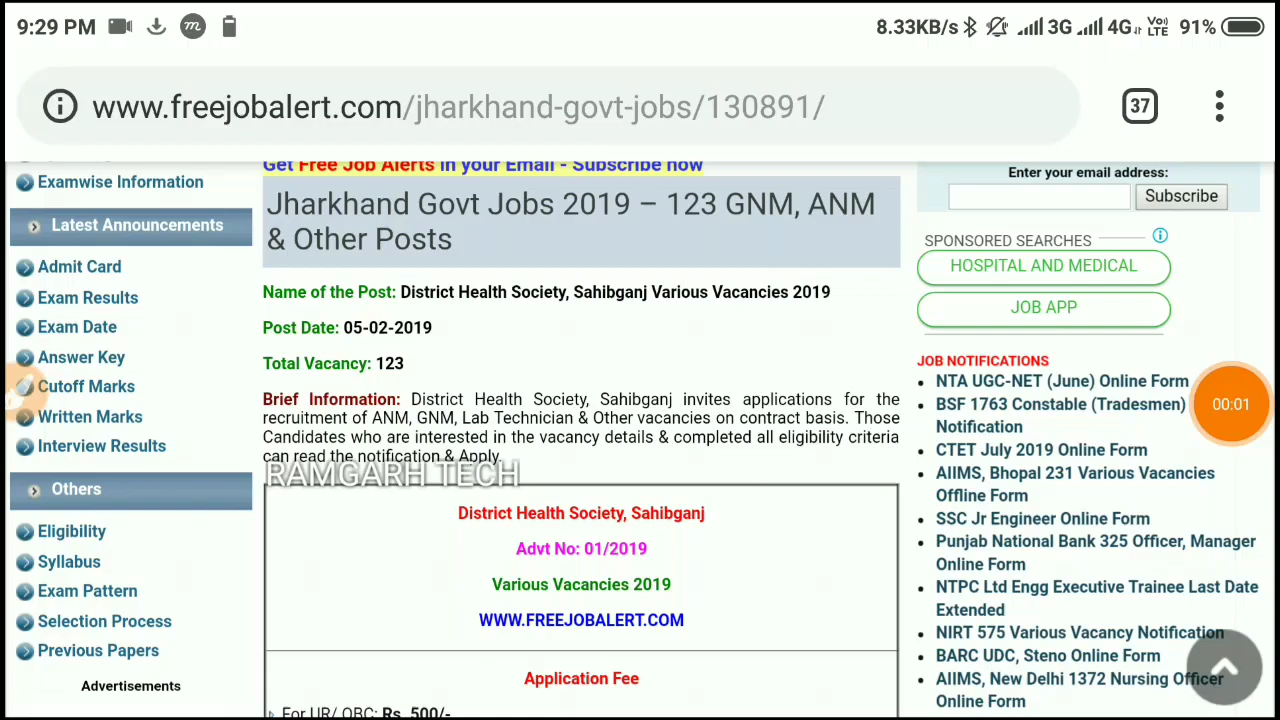 9:29 PM m 8.33KB/s 3G 4G VoLTE 91%
www.freejobalert.com/jharkhand-govt-jobs/130891/ 37
Examwise Information
Latest Announcements
Admit Card
Exam Results
Exam Date
Answer Key
Cutoff Marks
Written Marks
Interview Results
Others
Eligibility
Syllabus
Exam Pattern
Selection Process
Previous Papers
Advertisements
Get Free Job Alerts in your Email - Subscribe now
Jharkhand Govt Jobs 2019 – 123 GNM, ANM
& Other Posts
Name of the Post: District Health Society, Sahibganj Various Vacancies 2019
Post Date: 05-02-2019
Total Vacancy: 123
Brief Information: District Health Society, Sahibganj invites applications for the
recruitment of ANM, GNM, Lab Technician & Other vacancies on contract basis. Those
Candidates who are interested in the vacancy details & completed all eligibility criteria
can read the notification & Apply.
RAMGARH TECH
District Health Society, Sahibganj
Advt No: 01/2019
Various Vacancies 2019
WWW.FREEJOBALERT.COM
Application Fee
For UR/ OBC: Rs. 500/-
Enter your email address:
Subscribe
SPONSORED SEARCHES
HOSPITAL AND MEDICAL
JOB APP
JOB NOTIFICATIONS
NTA UGC-NET (June) Online Form
BSF 1763 Constable (Tradesmen)
Notification
CTET July 2019 Online Form
AIIMS, Bhopal 231 Various Vacancies
Offline Form
SSC Jr Engineer Online Form
Punjab National Bank 325 Officer, Manager
Online Form
NTPC Ltd Engg Executive Trainee Last Date
Extended
NIRT 575 Various Vacancy Notification
BARC UDC, Steno Online Form
AIIMS, New Delhi 1372 Nursing Officer
Online Form
00:01